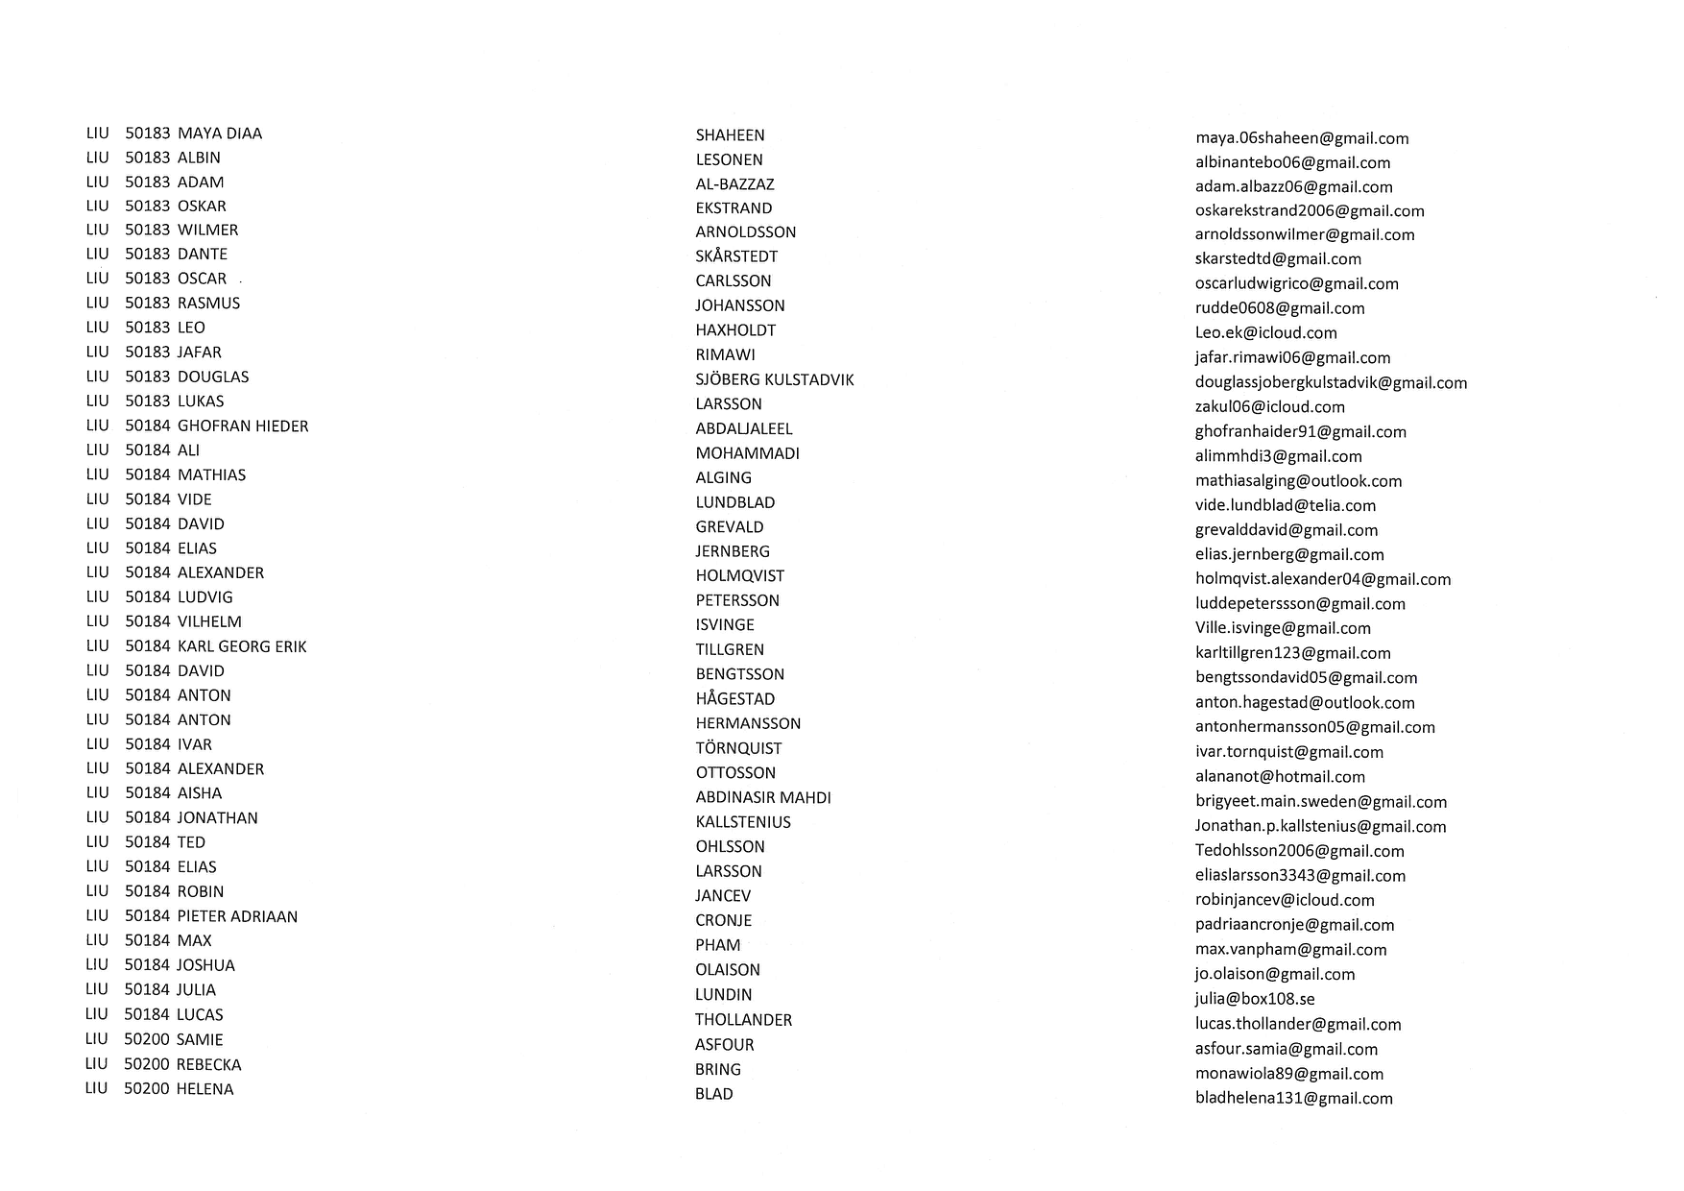 LIU 50183 MAYA DIAA SHAHEEN maya.06shaheen@gmail.com
LIU 50183 ALBIN LESONEN albinantebo06@gmail.com
LIU 50183 ADAM AL-BAZZAZ adam.albazz06@gmail.com
LIU 50183 OSKAR EKSTRAND oskarekstrand2006@gmail.com
LIU 50183 WILMER ARNOLDSSON arnoldssonwilmer@gmail.com
LIU 50183 DANTE SKÅRSTEDT skarstedtd@gmail.com
LIU 50183 OSCAR CARLSSON oscarludwigrico@gmail.com
LIU 50183 RASMUS JOHANSSON rudde0608@gmail.com
LIU 50183 LEO HAXHOLDT Leo.ek@icloud.com
LIU 50183 JAFAR RIMAWI jafar.rimawi06@gmail.com
LIU 50183 DOUGLAS SJÖBERG KULSTADVIK douglassjobergkulstadvik@gmail.com
LIU 50183 LUKAS LARSSON zakul06@icloud.com
LIU 50184 GHOFRAN HIEDER ABDALJALEEL ghofranhaider91@gmail.com
LIU 50184 ALI MOHAMMADI alimmhdi3@gmail.com
LIU 50184 MATHIAS ALGING mathiasalging@outlook.com
LIU 50184 VIDE LUNDBLAD vide.lundblad@telia.com
LIU 50184 DAVID GREVALD grevalddavid@gmail.com
LIU 50184 ELIAS JERNBERG elias.jernberg@gmail.com
LIU 50184 ALEXANDER HOLMQVIST holmqvist.alexander04@gmail.com
LIU 50184 LUDVIG PETERSSON luddepeterssson@gmail.com
LIU 50184 VILHELM ISVINGE Ville.isvinge@gmail.com
LIU 50184 KARL GEORG ERIK TILLGREN karltillgren123@gmail.com
LIU 50184 DAVID BENGTSSON bengtssondavid05@gmail.com
LIU 50184 ANTON HÅGESTAD anton.hagestad@outlook.com
LIU 50184 ANTON HERMANSSON antonhermansson05@gmail.com
LIU 50184 IVAR TÖRNQUIST ivar.tornquist@gmail.com
LIU 50184 ALEXANDER OTTOSSON alananot@hotmail.com
LIU 50184 AISHA ABDINASIR MAHDI brigyeet.main.sweden@gmail.com
LIU 50184 JONATHAN KALLSTENIUS Jonathan.p.kallstenius@gmail.com
LIU 50184 TED OHLSSON Tedohlsson2006@gmail.com
LIU 50184 ELIAS LARSSON eliaslarsson3343@gmail.com
LIU 50184 ROBIN JANCEV robinjancev@icloud.com
LIU 50184 PIETER ADRIAAN CRONJE padriaancronje@gmail.com
LIU 50184 MAX PHAM max.vanpham@gmail.com
LIU 50184 JOSHUA OLAISON jo.olaison@gmail.com
LIU 50184 JULIA LUNDIN julia@box108.se
LIU 50184 LUCAS THOLLANDER lucas.thollander@gmail.com
LIU 50200 SAMIE ASFOUR asfour.samia@gmail.com
LIU 50200 REBECKA BRING monawiola89@gmail.com
LIU 50200 HELENA BLAD bladhelena131@gmail.com